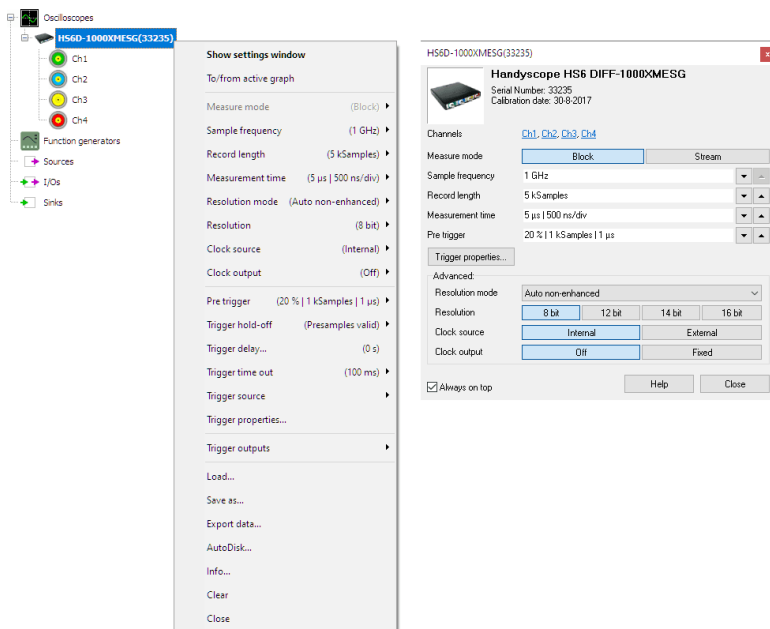 Oscilloscopes
HS6D-1000XMESG(33235)
Ch1
Ch2
Ch3
Ch4
Function generators
Sources
I/Os
Sinks
Show settings window
To/from active graph
Measure mode (Block)
Sample frequency (1 GHz)
Record length (5 kSamples)
Measurement time (5 µs | 500 ns/div)
Resolution mode (Auto non-enhanced)
Resolution (8 bit)
Clock source (Internal)
Clock output (Off)
Pre trigger (20 % | 1 kSamples | 1 µs)
Trigger hold-off (Presamples valid)
Trigger delay... (0 s)
Trigger time out (100 ms)
Trigger source
Trigger properties...
Trigger outputs
Load...
Save as...
Export data...
AutoDisk...
Info...
Clear
Close
HS6D-1000XMESG(33235)
x
Handyscope HS6 DIFF-1000XMESG
Serial Number: 33235
Calibration date: 30-8-2017
Channels Ch1, Ch2, Ch3, Ch4
Measure mode Block Stream
Sample frequency 1 GHz
Record length 5 kSamples
Measurement time 5 µs | 500 ns/div
Pre trigger 20 % | 1 kSamples | 1 µs
Trigger properties...
Advanced:
Resolution mode Auto non-enhanced
Resolution 8 bit 12 bit 14 bit 16 bit
Clock source Internal External
Clock output Off Fixed
Always on top Help Close